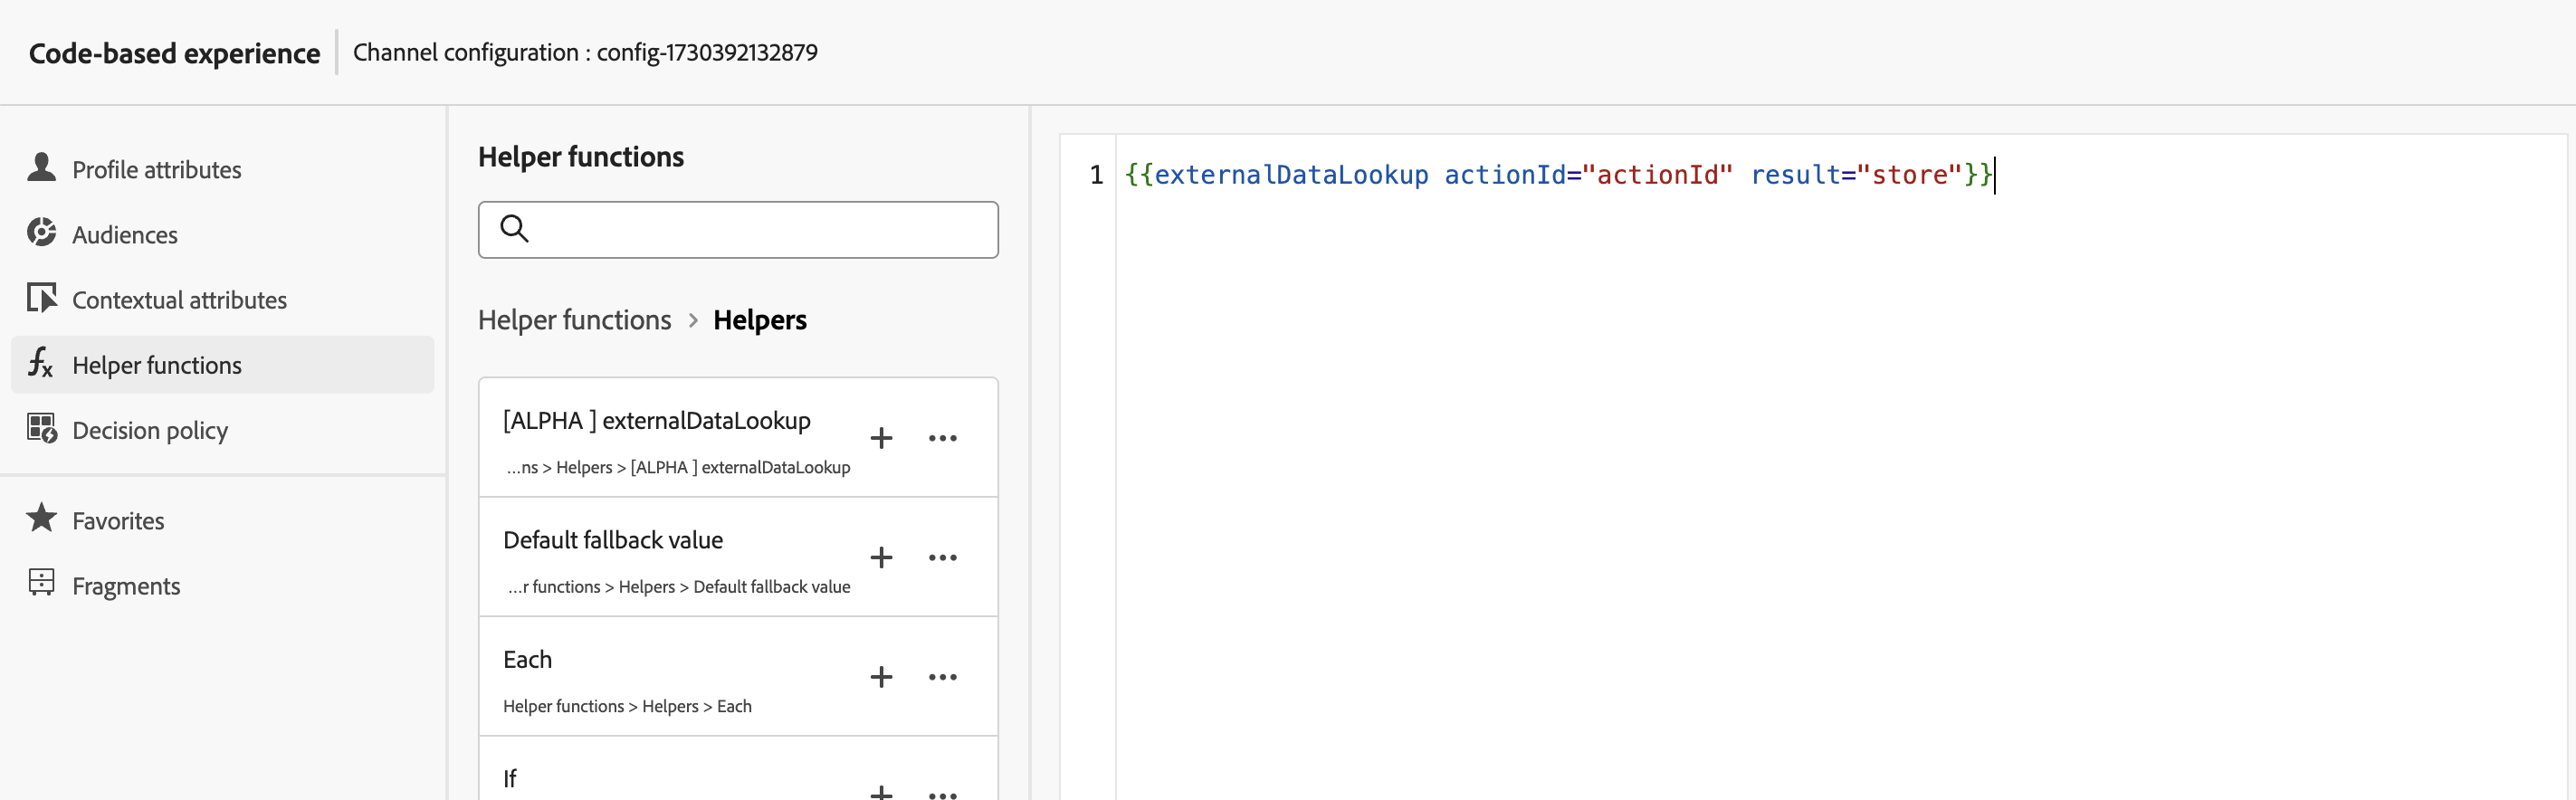 Code-based experience
Channel configuration : config-1730392132879
Profile attributes
Audiences
Contextual attributes
Helper functions
Decision policy
Favorites
Fragments
Helper functions
Helper functions > Helpers
[ALPHA ] externalDataLookup
...ns > Helpers > [ALPHA ] externalDataLookup
Default fallback value
...r functions > Helpers > Default fallback value
Each
Helper functions > Helpers > Each
If
1 {{externalDataLookup actionId="actionId" result="store"}}